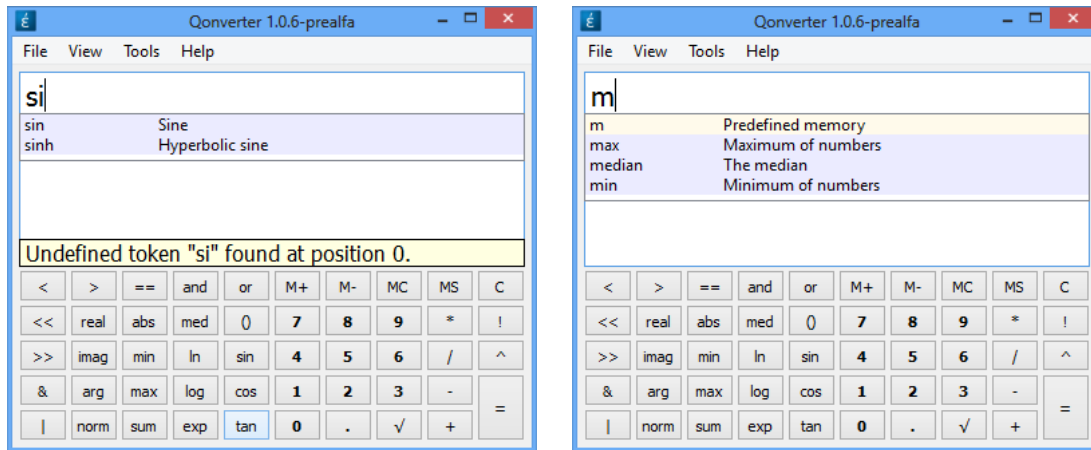 έ Qonverter 1.0.6-prealfa
File View Tools Help
si
sin Sine
sinh Hyperbolic sine
Undefined token "si" found at position 0.
< > == and or M+ M- MC MS C
<< real abs med () 7 8 9 * !
>> imag min ln sin 4 5 6 / ^
& arg max log cos 1 2 3 - =
| norm sum exp tan 0 . √ +
έ Qonverter 1.0.6-prealfa
File View Tools Help
m
m Predefined memory
max Maximum of numbers
median The median
min Minimum of numbers
< > == and or M+ M- MC MS C
<< real abs med () 7 8 9 * !
>> imag min ln sin 4 5 6 / ^
& arg max log cos 1 2 3 - =
| norm sum exp tan 0 . √ +